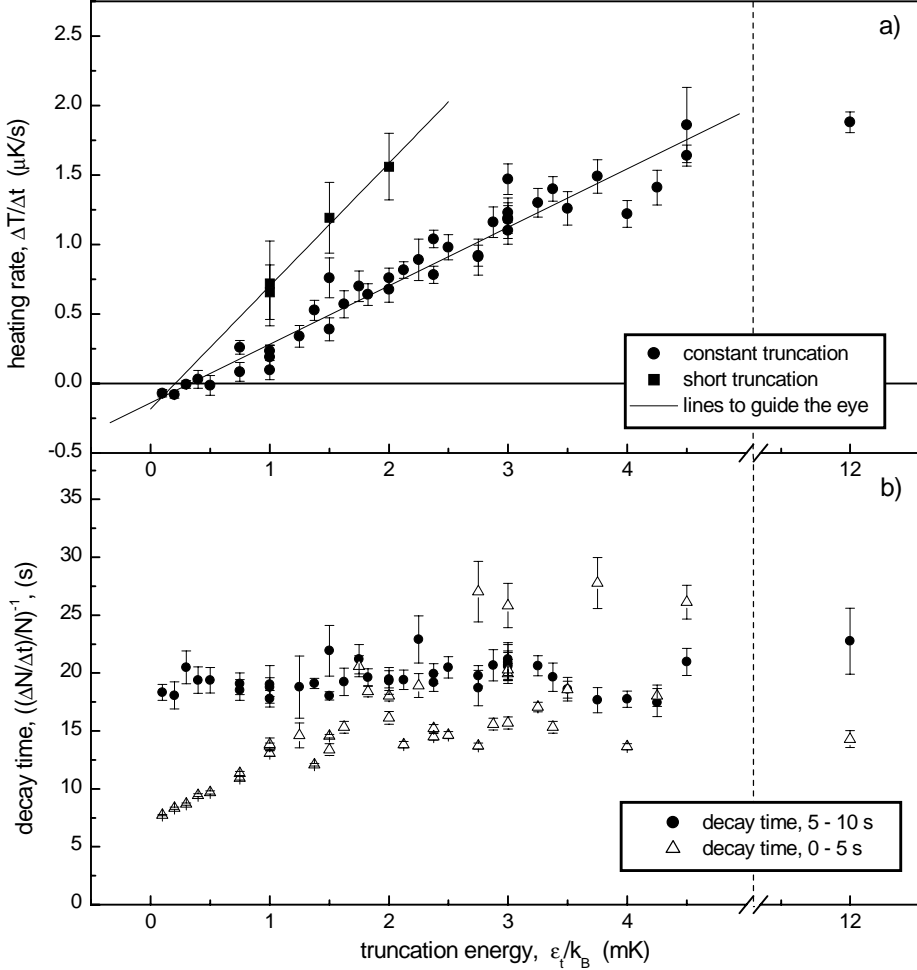 a)
2.5
2.0
1.5
1.0
0.5
0.0
-0.5
heating rate, ΔT/Δt (μK/s)
constant truncation
short truncation
lines to guide the eye
0 1 2 3 4 12
b)
35
30
25
20
15
10
5
0
decay time, ((ΔN/Δt)/N)⁻¹, (s)
decay time, 5 - 10 s
decay time, 0 - 5 s
0 1 2 3 4 12
truncation energy, εt/kB (mK)